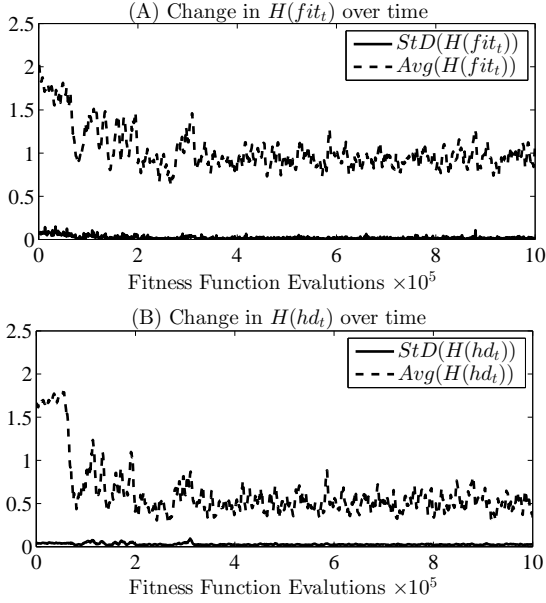 (A) Change in H(fit_t) over time
2.5
2
1.5
1
0.5
0
StD(H(fit_t))
Avg(H(fit_t))
0 2 4 6 8 10
Fitness Function Evalutions ×10^5
(B) Change in H(hd_t) over time
2.5
2
1.5
1
0.5
0
StD(H(hd_t))
Avg(H(hd_t))
0 2 4 6 8 10
Fitness Function Evalutions ×10^5